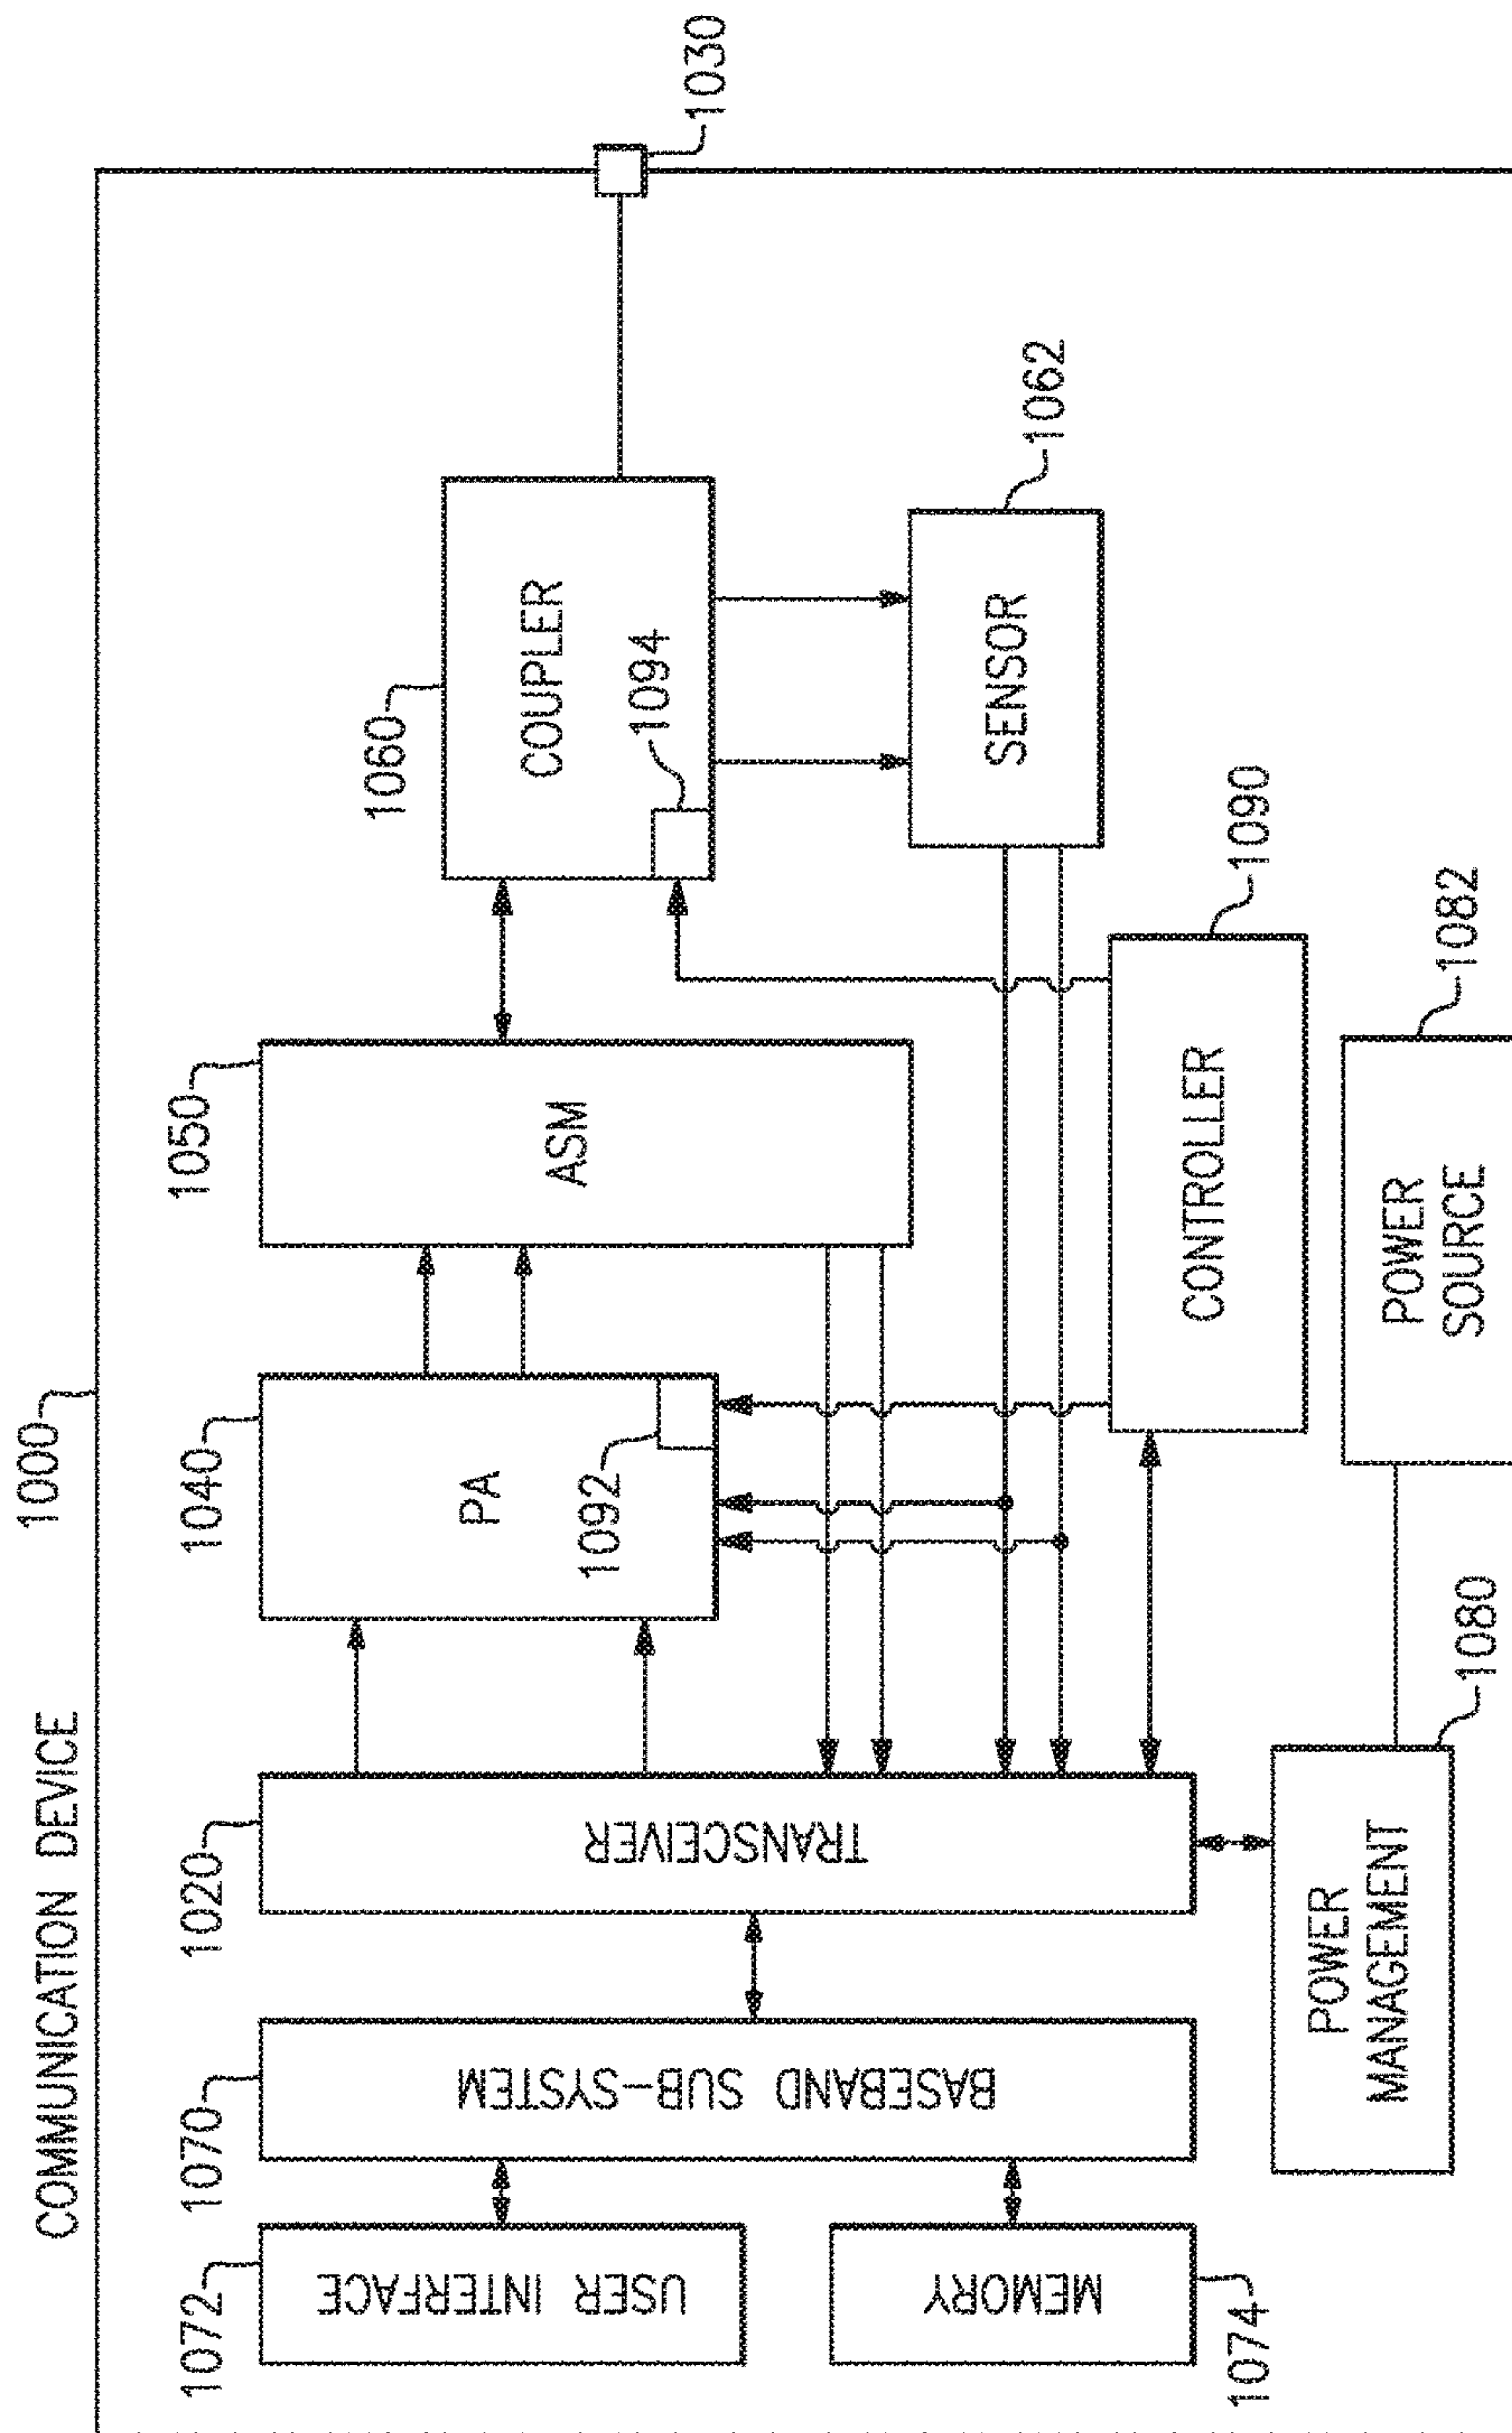 COMMUNICATION DEVICE
1000
1072
USER INTERFACE
MEMORY
1074
1070
BASEBAND SUB-SYSTEM
1020
TRANSCEIVER
1040
PA
1092
1050
ASM
1060
COUPLER
1094
1030
SENSOR
1062
CONTROLLER
1090
POWER
MANAGEMENT
1080
POWER
SOURCE
1082